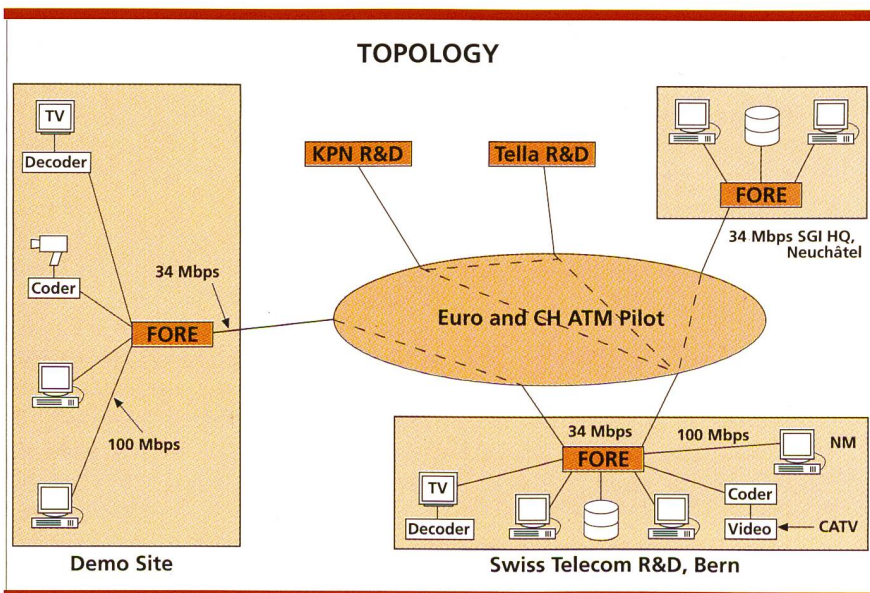 TOPOLOGY
TV
Decoder
Coder
FORE
34 Mbps
100 Mbps
Demo Site
KPN R&D
Tella R&D
Euro and CH ATM Pilot
FORE
34 Mbps SGI HQ,
Neuchâtel
34 Mbps
100 Mbps
FORE
NM
TV
Decoder
Coder
Video
CATV
Swiss Telecom R&D, Bern